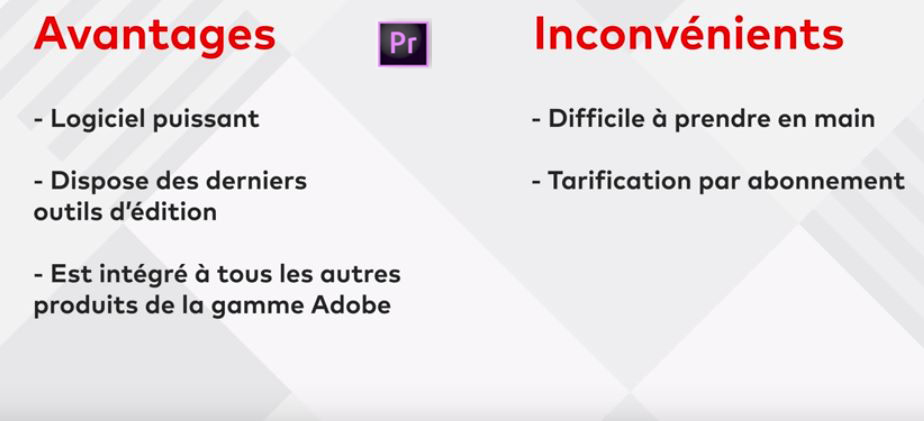 Avantages
Pr
Inconvénients
- Logiciel puissant
- Dispose des derniers
outils d'édition
- Est intégré à tous les autres
produits de la gamme Adobe
- Difficile à prendre en main
- Tarification par abonnement